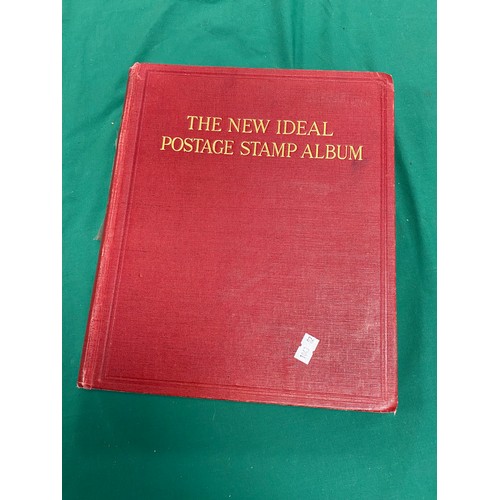 THE NEW IDEAL
POSTAGE STAMP ALBUM